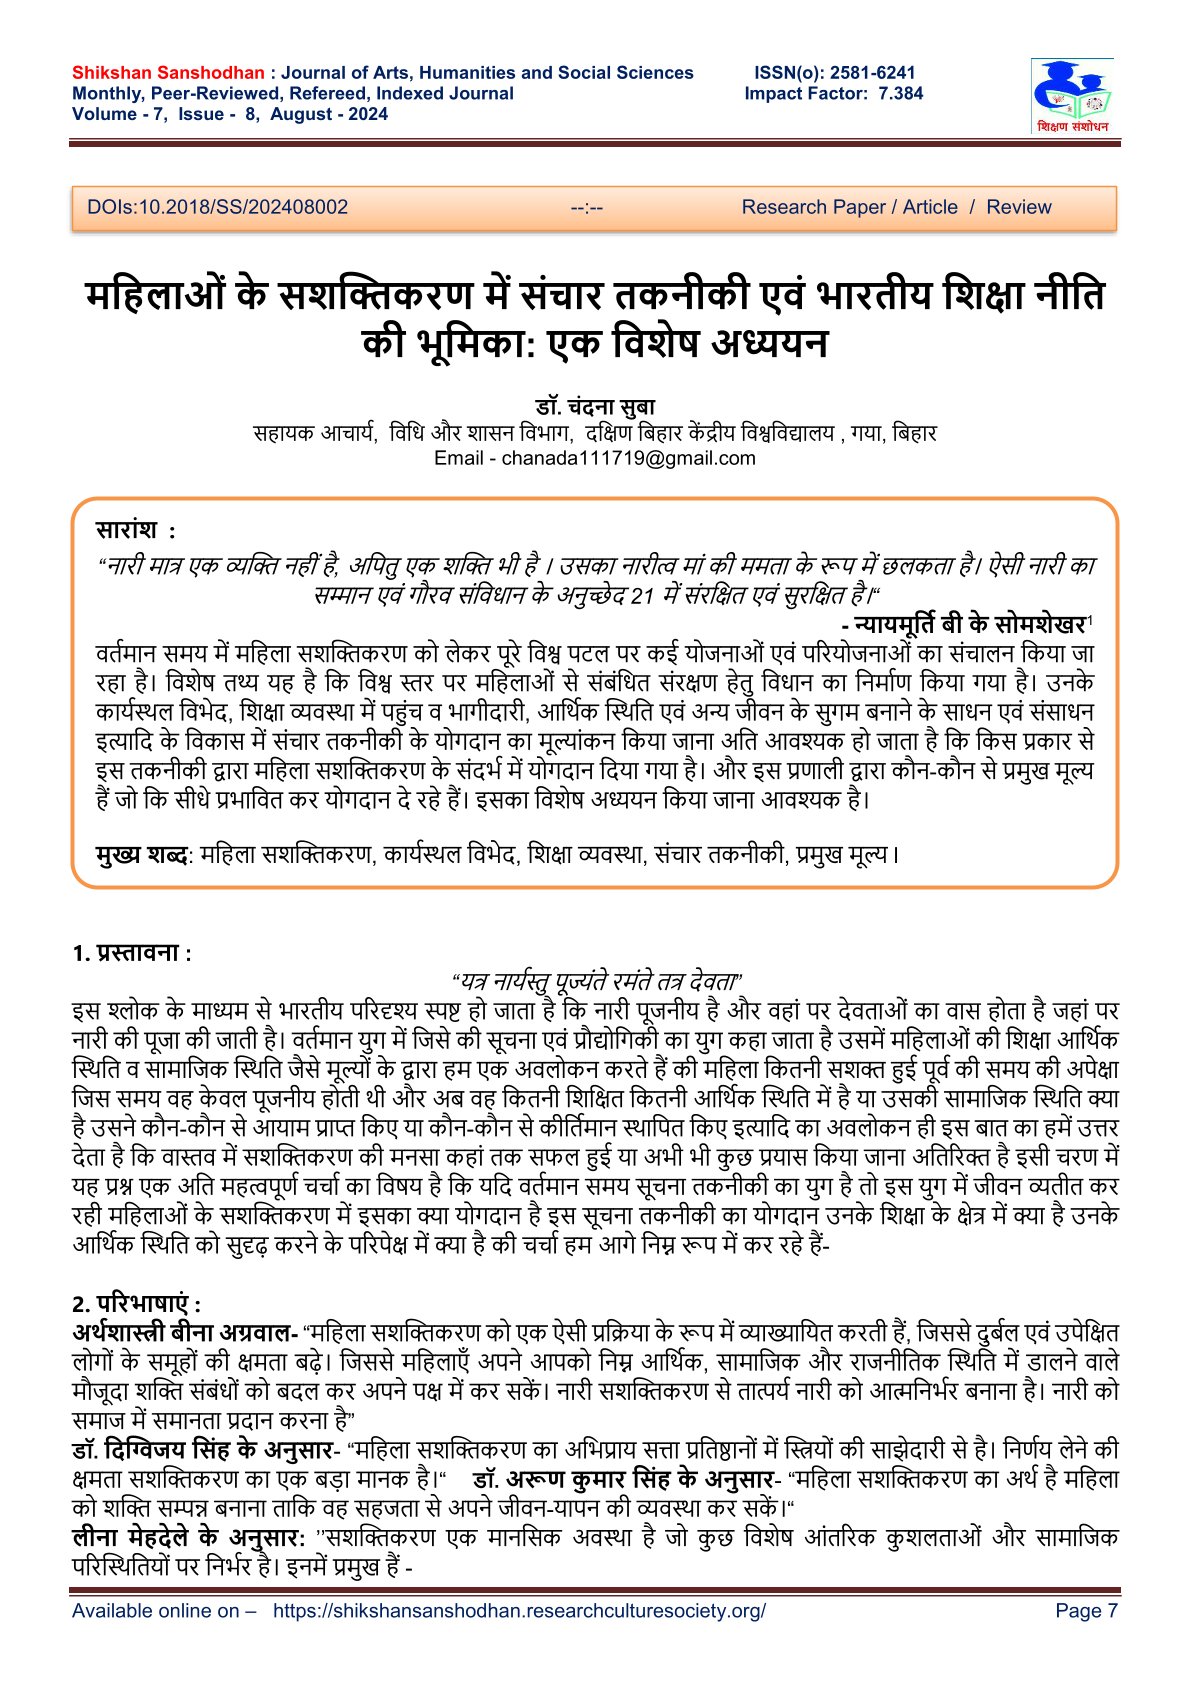 Shikshan Sanshodhan : Journal of Arts, Humanities and Social Sciences ISSN(o): 2581-6241
Monthly, Peer-Reviewed, Refereed, Indexed Journal Impact Factor: 7.384
Volume - 7, Issue - 8, August - 2024
शिक्षण संशोधन
DOIs:10.2018/SS/202408002 --:-- Research Paper / Article / Review
महिलाओं के सशक्तिकरण में संचार तकनीकी एवं भारतीय शिक्षा नीति
की भूमिका: एक विशेष अध्ययन
डॉ. चंदना सुबा
सहायक आचार्य, विधि और शासन विभाग, दक्षिण बिहार केंद्रीय विश्वविद्यालय , गया, बिहार
Email - chanada111719@gmail.com
सारांश :
“नारी मात्र एक व्यक्ति नहीं है, अपितु एक शक्ति भी है । उसका नारीत्व मां की ममता के रूप में छलकता है। ऐसी नारी का
सम्मान एवं गौरव संविधान के अनुच्छेद 21 में संरक्षित एवं सुरक्षित है।“
- न्यायमूर्ति बी के सोमशेखर1
वर्तमान समय में महिला सशक्तिकरण को लेकर पूरे विश्व पटल पर कई योजनाओं एवं परियोजनाओं का संचालन किया जा
रहा है। विशेष तथ्य यह है कि विश्व स्तर पर महिलाओं से संबंधित संरक्षण हेतु विधान का निर्माण किया गया है। उनके
कार्यस्थल विभेद, शिक्षा व्यवस्था में पहुंच व भागीदारी, आर्थिक स्थिति एवं अन्य जीवन के सुगम बनाने के साधन एवं संसाधन
इत्यादि के विकास में संचार तकनीकी के योगदान का मूल्यांकन किया जाना अति आवश्यक हो जाता है कि किस प्रकार से
इस तकनीकी द्वारा महिला सशक्तिकरण के संदर्भ में योगदान दिया गया है। और इस प्रणाली द्वारा कौन-कौन से प्रमुख मूल्य
हैं जो कि सीधे प्रभावित कर योगदान दे रहे हैं। इसका विशेष अध्ययन किया जाना आवश्यक है।
मुख्य शब्द: महिला सशक्तिकरण, कार्यस्थल विभेद, शिक्षा व्यवस्था, संचार तकनीकी, प्रमुख मूल्य ।
1. प्रस्तावना :
“यत्र नार्यस्तु पूज्यंते रमंते तत्र देवता”
इस श्लोक के माध्यम से भारतीय परिदृश्य स्पष्ट हो जाता है कि नारी पूजनीय है और वहां पर देवताओं का वास होता है जहां पर
नारी की पूजा की जाती है। वर्तमान युग में जिसे की सूचना एवं प्रौद्योगिकी का युग कहा जाता है उसमें महिलाओं की शिक्षा आर्थिक
स्थिति व सामाजिक स्थिति जैसे मूल्यों के द्वारा हम एक अवलोकन करते हैं की महिला कितनी सशक्त हुई पूर्व की समय की अपेक्षा
जिस समय वह केवल पूजनीय होती थी और अब वह कितनी शिक्षित कितनी आर्थिक स्थिति में है या उसकी सामाजिक स्थिति क्या
है उसने कौन-कौन से आयाम प्राप्त किए या कौन-कौन से कीर्तिमान स्थापित किए इत्यादि का अवलोकन ही इस बात का हमें उत्तर
देता है कि वास्तव में सशक्तिकरण की मनसा कहां तक सफल हुई या अभी भी कुछ प्रयास किया जाना अतिरिक्त है इसी चरण में
यह प्रश्न एक अति महत्वपूर्ण चर्चा का विषय है कि यदि वर्तमान समय सूचना तकनीकी का युग है तो इस युग में जीवन व्यतीत कर
रही महिलाओं के सशक्तिकरण में इसका क्या योगदान है इस सूचना तकनीकी का योगदान उनके शिक्षा के क्षेत्र में क्या है उनके
आर्थिक स्थिति को सुदृढ़ करने के परिपेक्ष में क्या है की चर्चा हम आगे निम्न रूप में कर रहे हैं-
2. परिभाषाएं :
अर्थशास्त्री बीना अग्रवाल- “महिला सशक्तिकरण को एक ऐसी प्रक्रिया के रूप में व्याख्यायित करती हैं, जिससे दुर्बल एवं उपेक्षित
लोगों के समूहों की क्षमता बढ़े। जिससे महिलाएँ अपने आपको निम्न आर्थिक, सामाजिक और राजनीतिक स्थिति में डालने वाले
मौजूदा शक्ति संबंधों को बदल कर अपने पक्ष में कर सकें। नारी सशक्तिकरण से तात्पर्य नारी को आत्मनिर्भर बनाना है। नारी को
समाज में समानता प्रदान करना है”
डॉ. दिग्विजय सिंह के अनुसार- “महिला सशक्तिकरण का अभिप्राय सत्ता प्रतिष्ठानों में स्त्रियों की साझेदारी से है। निर्णय लेने की
क्षमता सशक्तिकरण का एक बड़ा मानक है।“ डॉ. अरूण कुमार सिंह के अनुसार- “महिला सशक्तिकरण का अर्थ है महिला
को शक्ति सम्पन्न बनाना ताकि वह सहजता से अपने जीवन-यापन की व्यवस्था कर सकें।“
लीना मेहदेले के अनुसार: ’’सशक्तिकरण एक मानसिक अवस्था है जो कुछ विशेष आंतरिक कुशलताओं और सामाजिक
परिस्थितियों पर निर्भर है। इनमें प्रमुख हैं -
Available online on – https://shikshansanshodhan.researchculturesociety.org/ Page 7